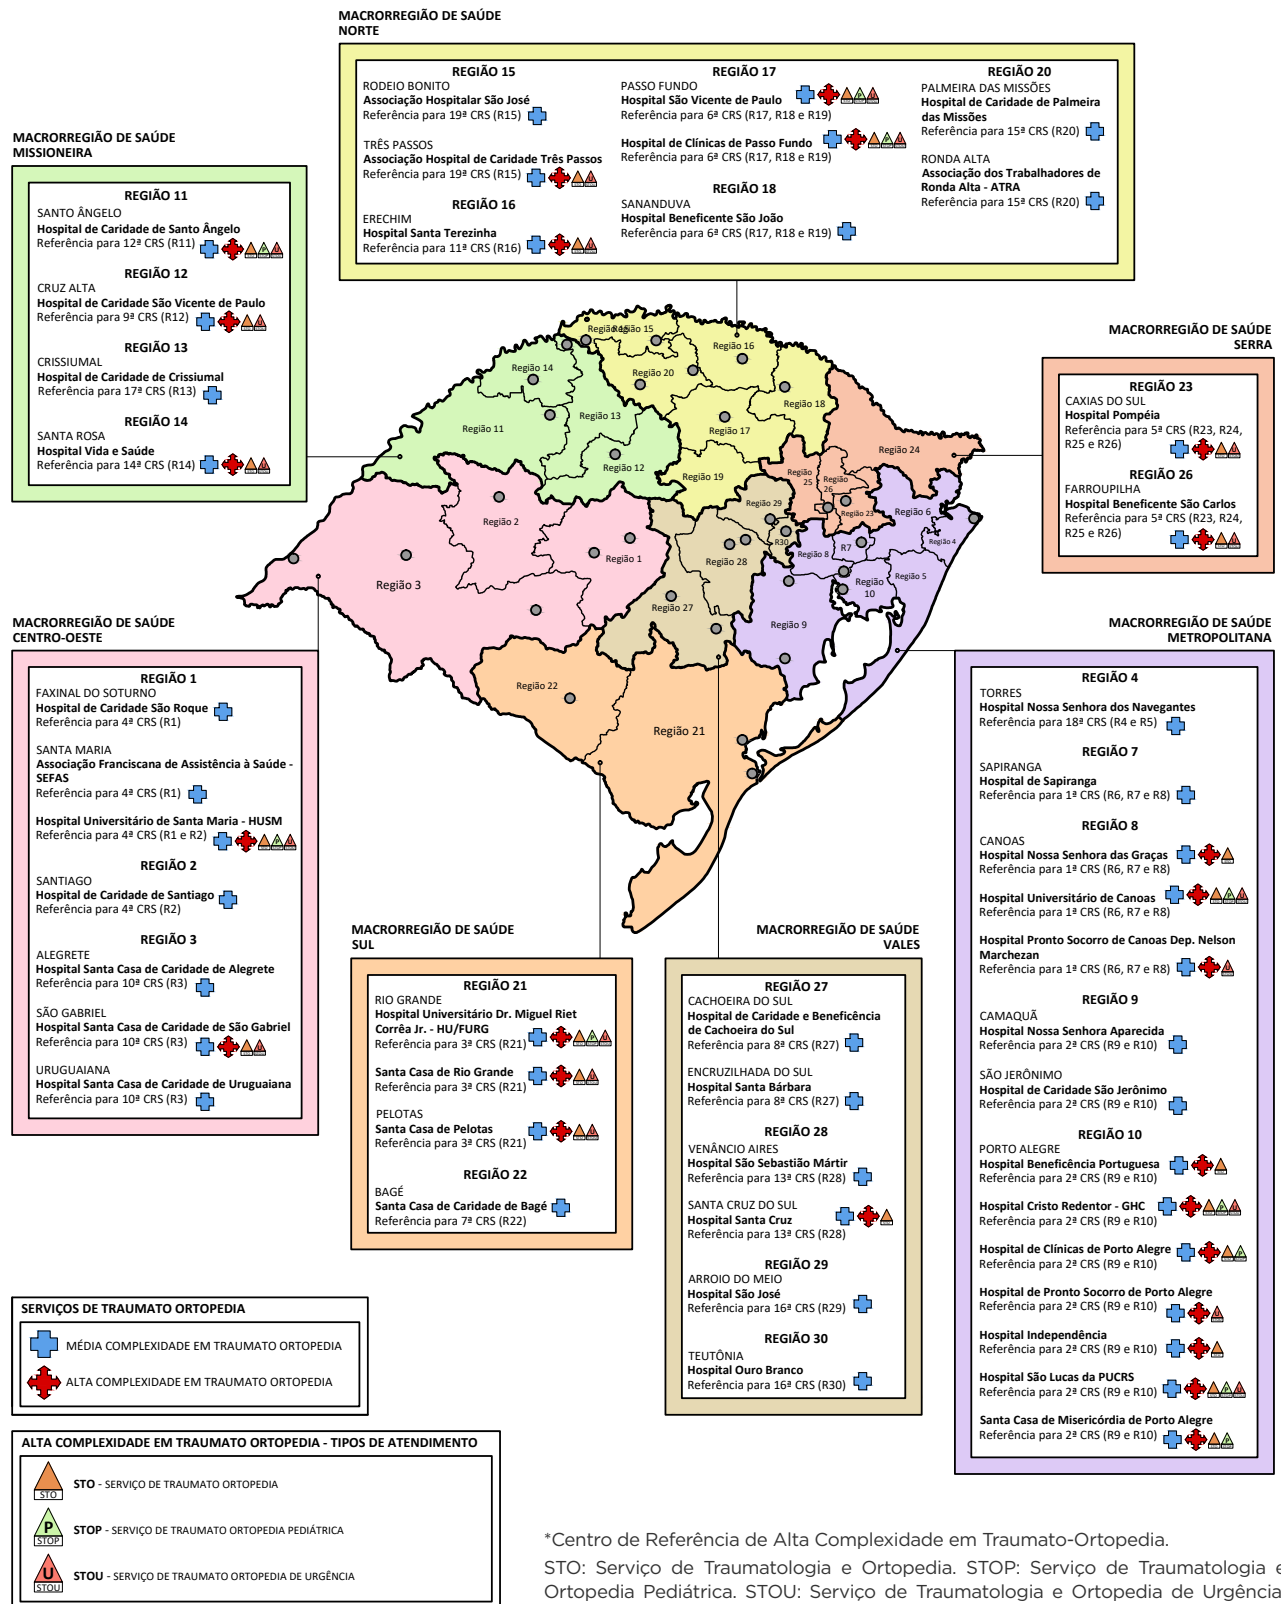 MACRORREGIÃO DE SAÚDE
NORTE
REGIÃO 15
RODEIO BONITO
Associação Hospitalar São José
Referência para 19ª CRS (R15)
TRÊS PASSOS
Associação Hospital de Caridade Três Passos
Referência para 19ª CRS (R15)
REGIÃO 16
ERECHIM
Hospital Santa Terezinha
Referência para 11ª CRS (R16)
REGIÃO 17
PASSO FUNDO
Hospital São Vicente de Paulo
Referência para 6ª CRS (R17, R18 e R19)
Hospital de Clínicas de Passo Fundo
Referência para 6ª CRS (R17, R18 e R19)
REGIÃO 18
SANANDUVA
Hospital Beneficente São João
Referência para 6ª CRS (R17, R18 e R19)
REGIÃO 20
PALMEIRA DAS MISSÕES
Hospital de Caridade de Palmeira
das Missões
Referência para 15ª CRS (R20)
RONDA ALTA
Associação dos Trabalhadores de
Ronda Alta - ATRA
Referência para 15ª CRS (R20)
MACRORREGIÃO DE SAÚDE
MISSIONEIRA
REGIÃO 11
SANTO ÂNGELO
Hospital de Caridade de Santo Ângelo
Referência para 12ª CRS (R11)
REGIÃO 12
CRUZ ALTA
Hospital de Caridade São Vicente de Paulo
Referência para 9ª CRS (R12)
REGIÃO 13
CRISSIUMAL
Hospital de Caridade de Crissiumal
Referência para 17ª CRS (R13)
REGIÃO 14
SANTA ROSA
Hospital Vida e Saúde
Referência para 14ª CRS (R14)
MACRORREGIÃO DE SAÚDE
SERRA
REGIÃO 23
CAXIAS DO SUL
Hospital Pompéia
Referência para 5ª CRS (R23, R24,
R25 e R26)
REGIÃO 26
FARROUPILHA
Hospital Beneficente São Carlos
Referência para 5ª CRS (R23, R24,
R25 e R26)
Região 15
Região 16
Região 14
Região 20
Região 18
Região 13
Região 11
Região 17
Região 24
Região 12
Região 19
Região 25
Região 26
Região 29
Região 23
Região 6
Região 2
R30
Região 4
Região 1
Região 28
Região 8
R7
Região 3
Região 5
Região 10
Região 27
Região 9
Região 22
Região 21
MACRORREGIÃO DE SAÚDE
CENTRO-OESTE
REGIÃO 1
FAXINAL DO SOTURNO
Hospital de Caridade São Roque
Referência para 4ª CRS (R1)
SANTA MARIA
Associação Franciscana de Assistência à Saúde -
SEFAS
Referência para 4ª CRS (R1)
Hospital Universitário de Santa Maria - HUSM
Referência para 4ª CRS (R1 e R2)
REGIÃO 2
SANTIAGO
Hospital de Caridade de Santiago
Referência para 4ª CRS (R2)
REGIÃO 3
ALEGRETE
Hospital Santa Casa de Caridade de Alegrete
Referência para 10ª CRS (R3)
SÃO GABRIEL
Hospital Santa Casa de Caridade de São Gabriel
Referência para 10ª CRS (R3)
URUGUAIANA
Hospital Santa Casa de Caridade de Uruguaiana
Referência para 10ª CRS (R3)
MACRORREGIÃO DE SAÚDE
SUL
REGIÃO 21
RIO GRANDE
Hospital Universitário Dr. Miguel Riet
Corrêa Jr. - HU/FURG
Referência para 3ª CRS (R21)
Santa Casa de Rio Grande
Referência para 3ª CRS (R21)
PELOTAS
Santa Casa de Pelotas
Referência para 3ª CRS (R21)
REGIÃO 22
BAGÉ
Santa Casa de Caridade de Bagé
Referência para 7ª CRS (R22)
MACRORREGIÃO DE SAÚDE
VALES
REGIÃO 27
CACHOEIRA DO SUL
Hospital de Caridade e Beneficência
de Cachoeira do Sul
Referência para 8ª CRS (R27)
ENCRUZILHADA DO SUL
Hospital Santa Bárbara
Referência para 8ª CRS (R27)
REGIÃO 28
VENÂNCIO AIRES
Hospital São Sebastião Mártir
Referência para 13ª CRS (R28)
SANTA CRUZ DO SUL
Hospital Santa Cruz
Referência para 13ª CRS (R28)
REGIÃO 29
ARROIO DO MEIO
Hospital São José
Referência para 16ª CRS (R29)
REGIÃO 30
TEUTÔNIA
Hospital Ouro Branco
Referência para 16ª CRS (R30)
MACRORREGIÃO DE SAÚDE
METROPOLITANA
REGIÃO 4
TORRES
Hospital Nossa Senhora dos Navegantes
Referência para 18ª CRS (R4 e R5)
REGIÃO 7
SAPIRANGA
Hospital de Sapiranga
Referência para 1ª CRS (R6, R7 e R8)
REGIÃO 8
CANOAS
Hospital Nossa Senhora das Graças
Referência para 1ª CRS (R6, R7 e R8)
Hospital Universitário de Canoas
Referência para 1ª CRS (R6, R7 e R8)
Hospital Pronto Socorro de Canoas Dep. Nelson
Marchezan
Referência para 1ª CRS (R6, R7 e R8)
REGIÃO 9
CAMAQUÃ
Hospital Nossa Senhora Aparecida
Referência para 2ª CRS (R9 e R10)
SÃO JERÔNIMO
Hospital de Caridade São Jerônimo
Referência para 2ª CRS (R9 e R10)
REGIÃO 10
PORTO ALEGRE
Hospital Beneficência Portuguesa
Referência para 2ª CRS (R9 e R10)
Hospital Cristo Redentor - GHC
Referência para 2ª CRS (R9 e R10)
Hospital de Clínicas de Porto Alegre
Referência para 2ª CRS (R9 e R10)
Hospital de Pronto Socorro de Porto Alegre
Referência para 2ª CRS (R9 e R10)
Hospital Independência
Referência para 2ª CRS (R9 e R10)
Hospital São Lucas da PUCRS
Referência para 2ª CRS (R9 e R10)
Santa Casa de Misericórdia de Porto Alegre
Referência para 2ª CRS (R9 e R10)
SERVIÇOS DE TRAUMATO ORTOPEDIA
MÉDIA COMPLEXIDADE EM TRAUMATO ORTOPEDIA
ALTA COMPLEXIDADE EM TRAUMATO ORTOPEDIA
ALTA COMPLEXIDADE EM TRAUMATO ORTOPEDIA - TIPOS DE ATENDIMENTO
STO
STO - SERVIÇO DE TRAUMATO ORTOPEDIA
P
STOP
STOP - SERVIÇO DE TRAUMATO ORTOPEDIA PEDIÁTRICA
U
STOU
STOU - SERVIÇO DE TRAUMATO ORTOPEDIA DE URGÊNCIA
*Centro de Referência de Alta Complexidade em Traumato-Ortopedia.
STO: Serviço de Traumatologia e Ortopedia. STOP: Serviço de Traumatologia e
Ortopedia Pediátrica. STOU: Serviço de Traumatologia e Ortopedia de Urgência